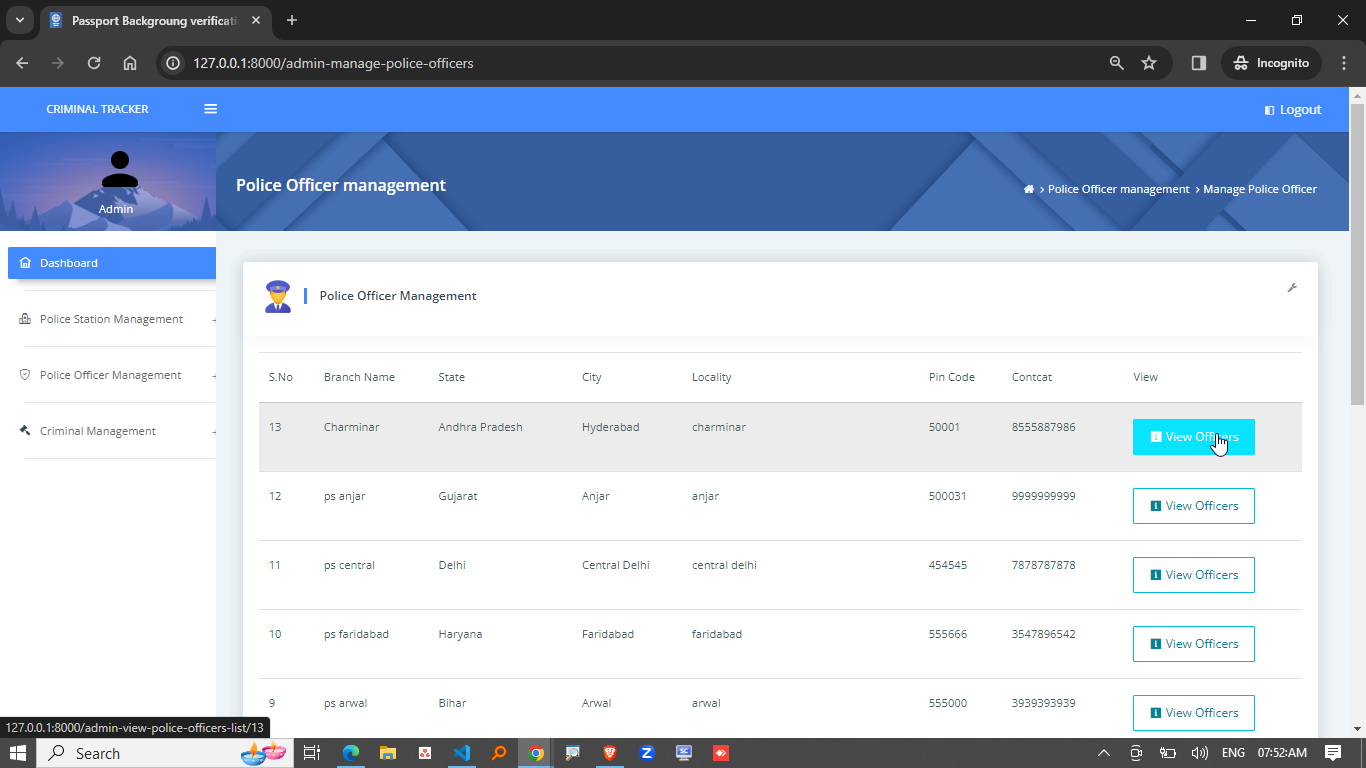 Passport Backgroung verificati
127.0.0.1:8000/admin-manage-police-officers
Incognito
CRIMINAL TRACKER
Logout
Admin
Police Officer management
Police Officer management > Manage Police Officer
Dashboard
Police Station Management
Police Officer Management
Criminal Management
Police Officer Management
S.No Branch Name State City Locality Pin Code Contcat View
13 Charminar Andhra Pradesh Hyderabad charminar 50001 8555887986 View Officers
12 ps anjar Gujarat Anjar anjar 500031 9999999999 View Officers
11 ps central Delhi Central Delhi central delhi 454545 7878787878 View Officers
10 ps faridabad Haryana Faridabad faridabad 555666 3547896542 View Officers
9 ps arwal Bihar Arwal arwal 555000 3939393939 View Officers
127.0.0.1:8000/admin-view-police-officers-list/13
Search
ENG 07:52 AM